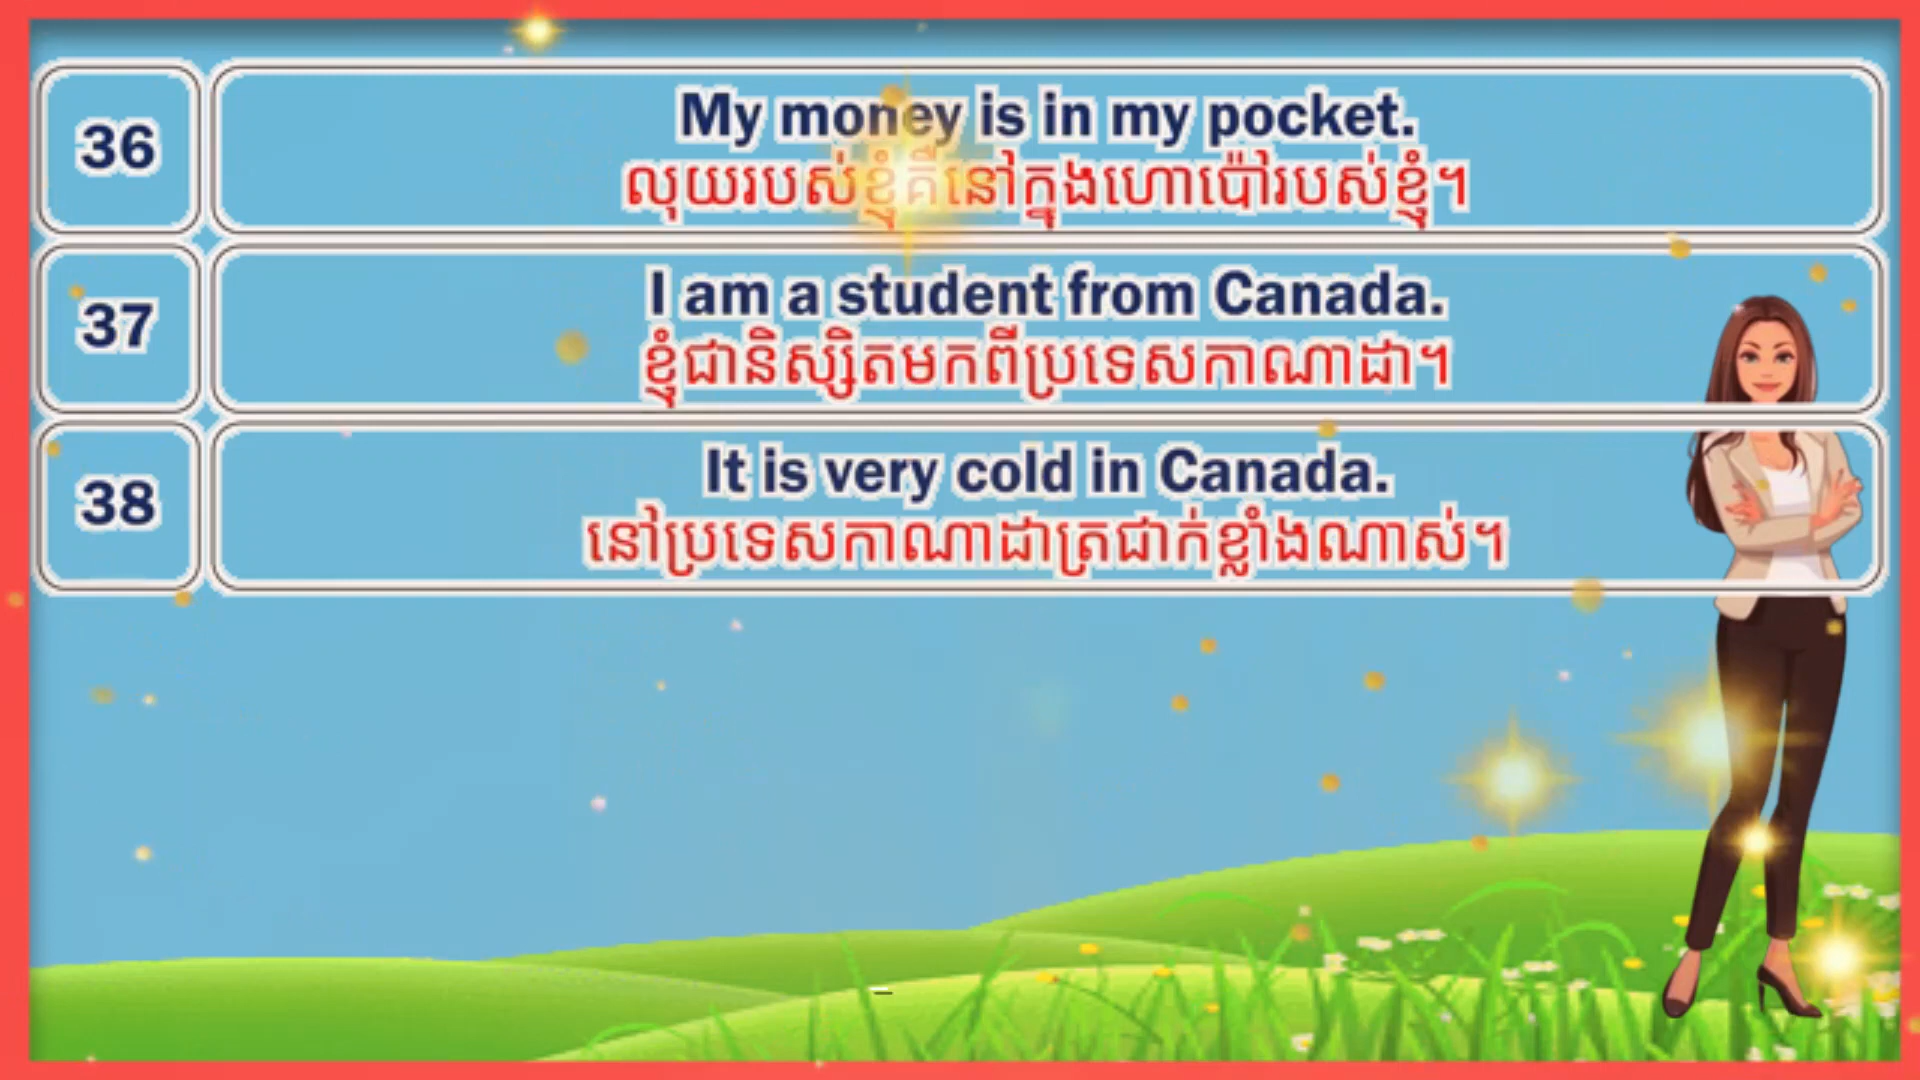 36
My money is in my pocket.
លុយរបស់ខ្ញុំគឺនៅក្នុងហោប៉ៅរបស់ខ្ញុំ។
37
I am a student from Canada.
ខ្ញុំជានិស្សិតមកពីប្រទេសកាណាដា។
38
It is very cold in Canada.
នៅប្រទេសកាណាដាត្រជាក់ខ្លាំងណាស់។